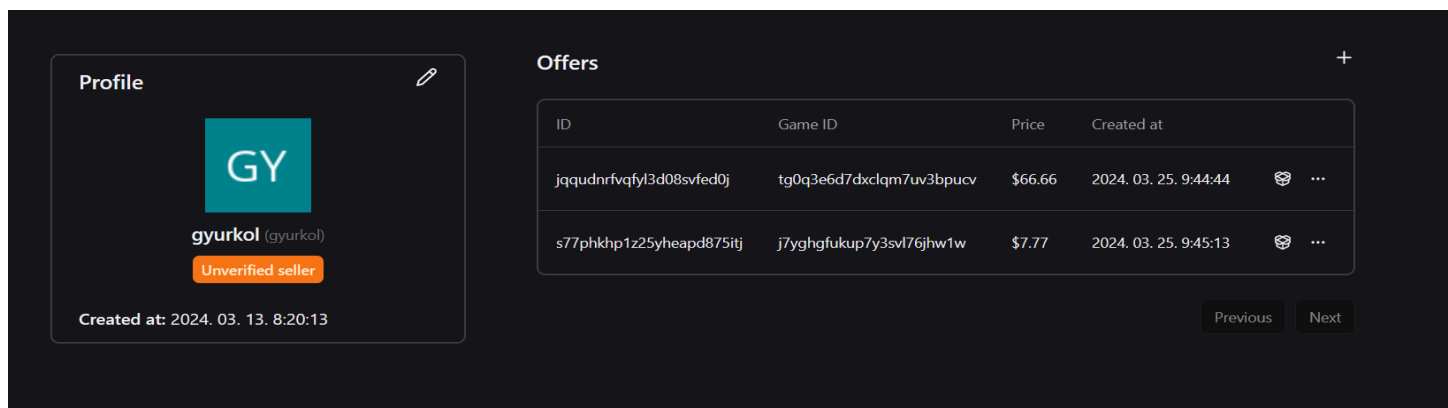 Profile
GY
gyurkol (gyurkol)
Unverified seller
Created at: 2024. 03. 13. 8:20:13
Offers
ID Game ID Price Created at
jqqudnrfvqfyl3d08svfed0j tg0q3e6d7dxclqm7uv3bpucv $66.66 2024. 03. 25. 9:44:44
s77phkhp1z25yheapd875itj j7yghgfukup7y3svl76jhw1w $7.77 2024. 03. 25. 9:45:13
Previous Next